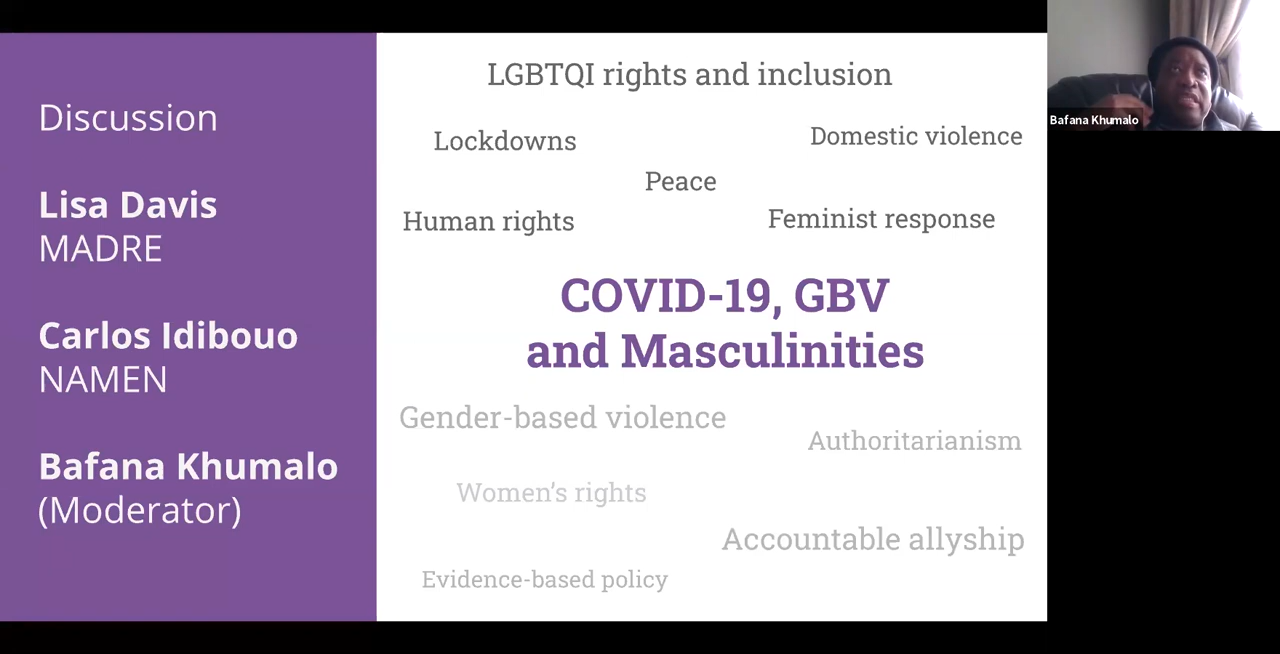 Discussion
Lisa Davis
MADRE
Carlos Idibouo
NAMEN
Bafana Khumalo
(Moderator)
LGBTQI rights and inclusion
Lockdowns
Domestic violence
Peace
Human rights
Feminist response
COVID-19, GBV
and Masculinities
Gender-based violence
Authoritarianism
Women’s rights
Accountable allyship
Evidence-based policy
Bafana Khumalo